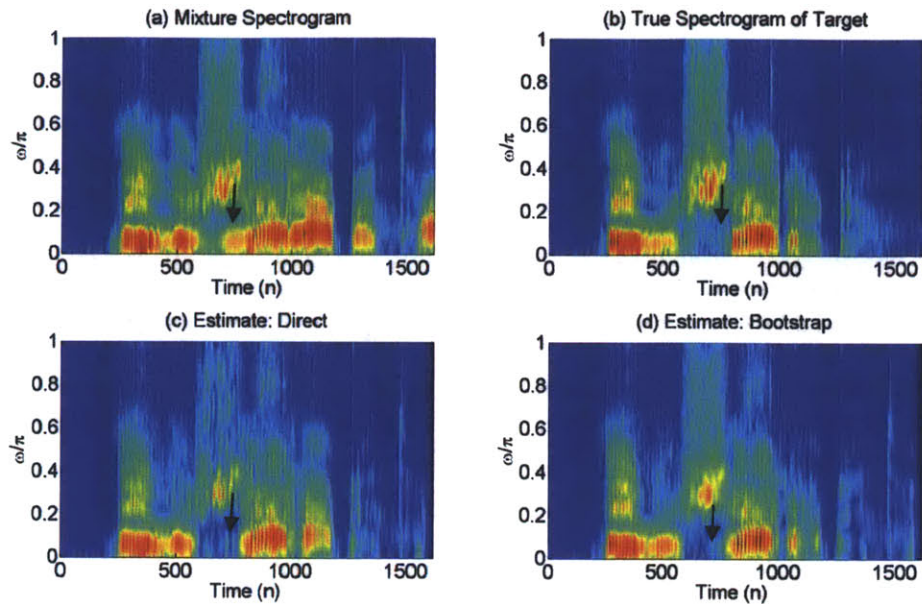 (a) Mixture Spectrogram
1
0.8
0.6
0.4
0.2
0
ω/π
0 500 1000 1500
Time (n)
(b) True Spectrogram of Target
1
0.8
0.6
0.4
0.2
0
ω/π
0 500 1000 1500
Time (n)
(c) Estimate: Direct
1
0.8
0.6
0.4
0.2
0
ω/π
0 500 1000 1500
Time (n)
(d) Estimate: Bootstrap
1
0.8
0.6
0.4
0.2
0
ω/π
0 500 1000 1500
Time (n)